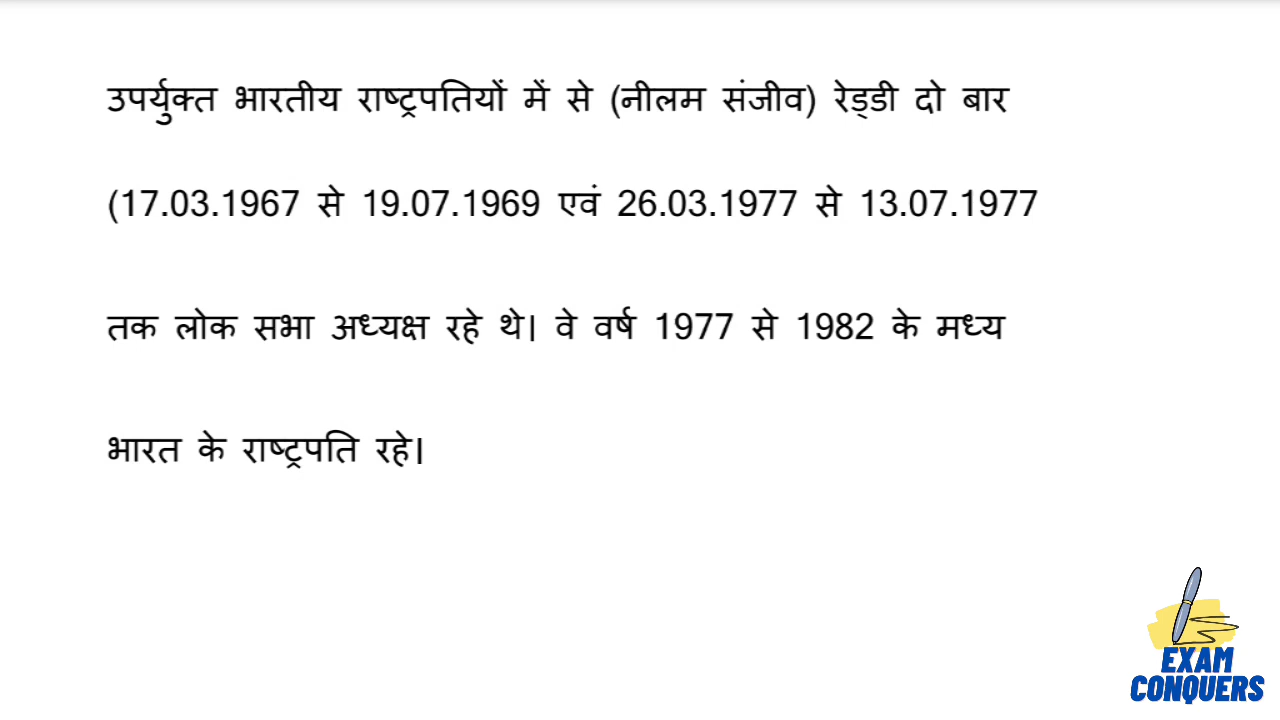 उपर्युक्त भारतीय राष्ट्रपतियों में से (नीलम संजीव) रेड्डी दो बार
(17.03.1967 से 19.07.1969 एवं 26.03.1977 से 13.07.1977
तक लोक सभा अध्यक्ष रहे थे। वे वर्ष 1977 से 1982 के मध्य
भारत के राष्ट्रपति रहे।
EXAM
CONQUERS